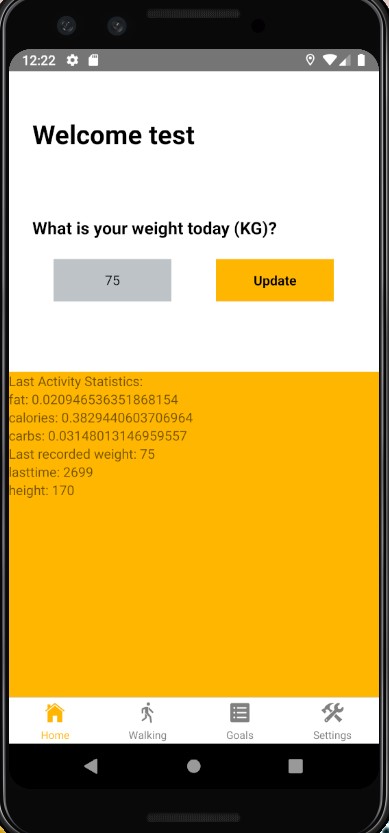 12:22
Welcome test
What is your weight today (KG)?
75
Update
Last Activity Statistics:
fat: 0.020946536351868154
calories: 0.3829440603706964
carbs: 0.03148013146959557
Last recorded weight: 75
lasttime: 2699
height: 170
Home
Walking
Goals
Settings